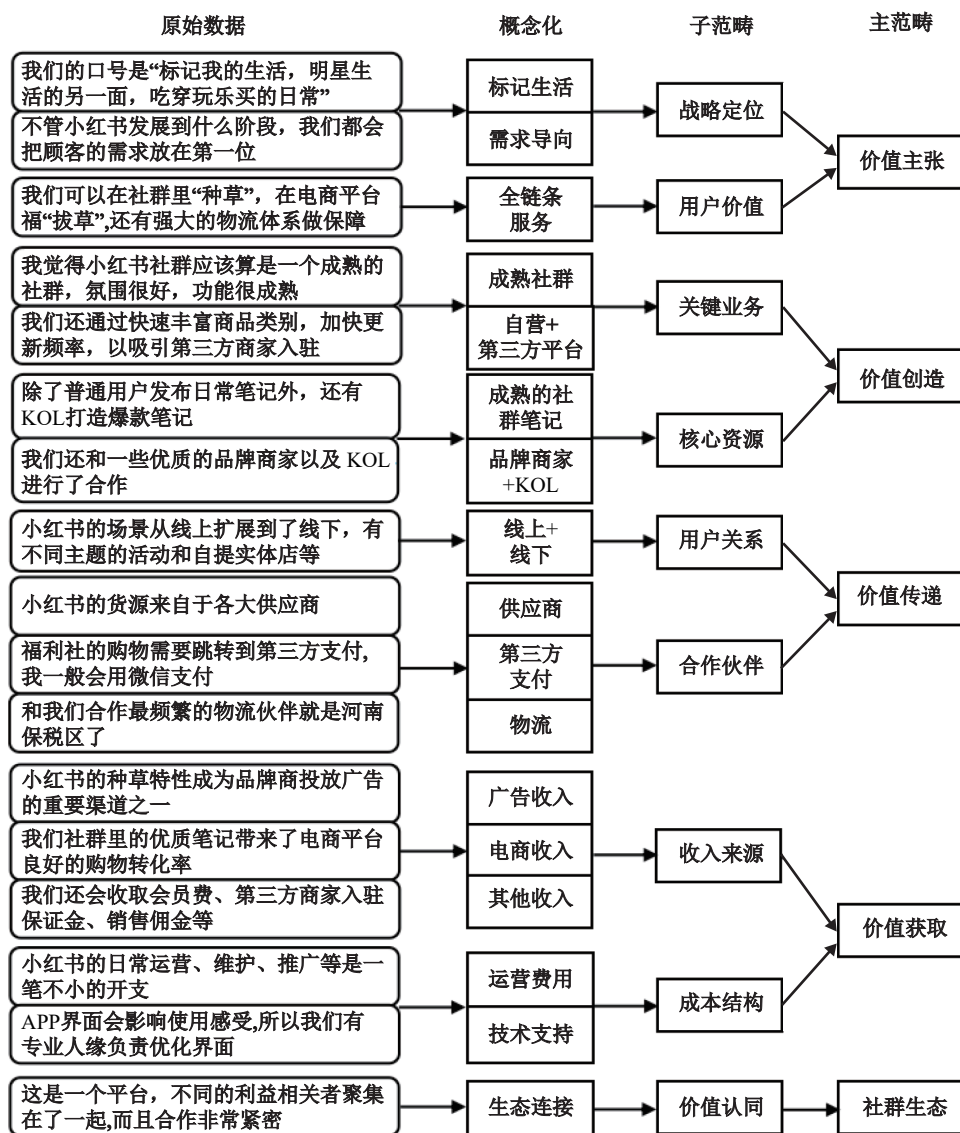 原始数据 概念化 子范畴 主范畴
我们的口号是“标记我的生活，明星生
活的另一面，吃穿玩乐买的日常”
不管小红书发展到什么阶段，我们都会
把顾客的需求放在第一位
标记生活
需求导向
战略定位
价值主张
我们可以在社群里“种草”，在电商平台
福“拔草”,还有强大的物流体系做保障
全链条
服务
用户价值
我觉得小红书社群应该算是一个成熟的
社群，氛围很好，功能很成熟
我们还通过快速丰富商品类别，加快更
新频率，以吸引第三方商家入驻
成熟社群
自营+
第三方平台
关键业务
价值创造
除了普通用户发布日常笔记外，还有
KOL打造爆款笔记
我们还和一些优质的品牌商家以及 KOL
进行了合作
成熟的社
群笔记
品牌商家
+KOL
核心资源
小红书的场景从线上扩展到了线下，有
不同主题的活动和自提实体店等
线上+
线下
用户关系
价值传递
小红书的货源来自于各大供应商
福利社的购物需要跳转到第三方支付,
我一般会用微信支付
和我们合作最频繁的物流伙伴就是河南
保税区了
供应商
第三方
支付
物流
合作伙伴
小红书的种草特性成为品牌商投放广告
的重要渠道之一
我们社群里的优质笔记带来了电商平台
良好的购物转化率
我们还会收取会员费、第三方商家入驻
保证金、销售佣金等
广告收入
电商收入
其他收入
收入来源
价值获取
小红书的日常运营、维护、推广等是一
笔不小的开支
APP界面会影响使用感受,所以我们有
专业人缘负责优化界面
运营费用
技术支持
成本结构
这是一个平台，不同的利益相关者聚集
在了一起,而且合作非常紧密
生态连接
价值认同
社群生态